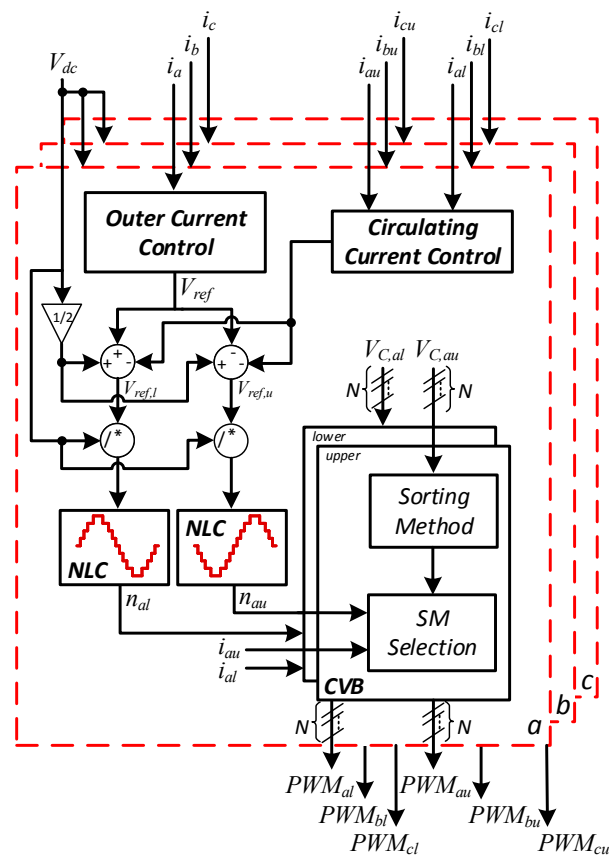 V_dc
i_a
i_b
i_c
i_au
i_bu
i_cu
i_al
i_bl
i_cl
Outer Current
Control
Circulating
Current Control
V_ref
1/2
+
+
-
+
-
-
V_ref,l
V_ref,u
/ *
/ *
V_C,al
V_C,au
N
N
lower
upper
Sorting
Method
NLC
NLC
n_al
n_au
SM
Selection
i_au
i_al
CVB
N
N
a
b
c
PWM_al
PWM_bl
PWM_cl
PWM_au
PWM_bu
PWM_cu